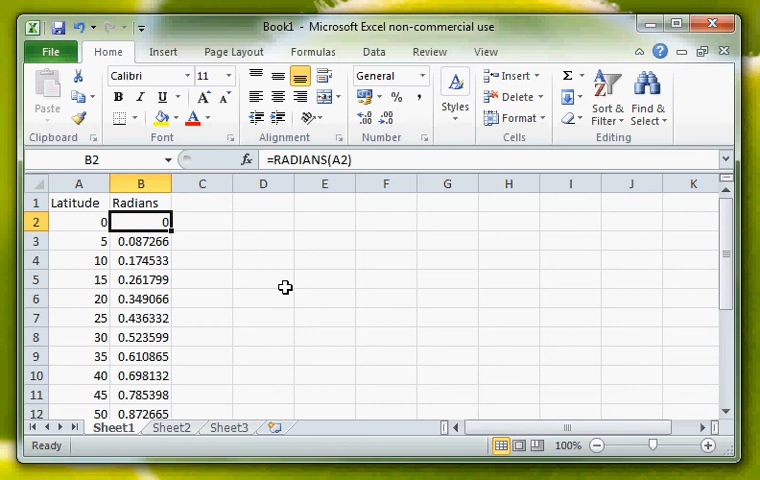 Book1 - Microsoft Excel non-commercial use
File Home Insert Page Layout Formulas Data Review View
Paste
Calibri 11
B I U A A
A
General
% ,
Styles
Insert
Delete
Format
Σ
Sort & Filter
Find & Select
Clipboard Font Alignment Number Cells Editing
B2 fx =RADIANS(A2)
A B C D E F G H I J K
1 Latitude Radians
2 0 0
3 5 0.087266
4 10 0.174533
5 15 0.261799
6 20 0.349066
7 25 0.436332
8 30 0.523599
9 35 0.610865
10 40 0.698132
11 45 0.785398
12 50 0.872665
Sheet1 Sheet2 Sheet3
Ready 100%